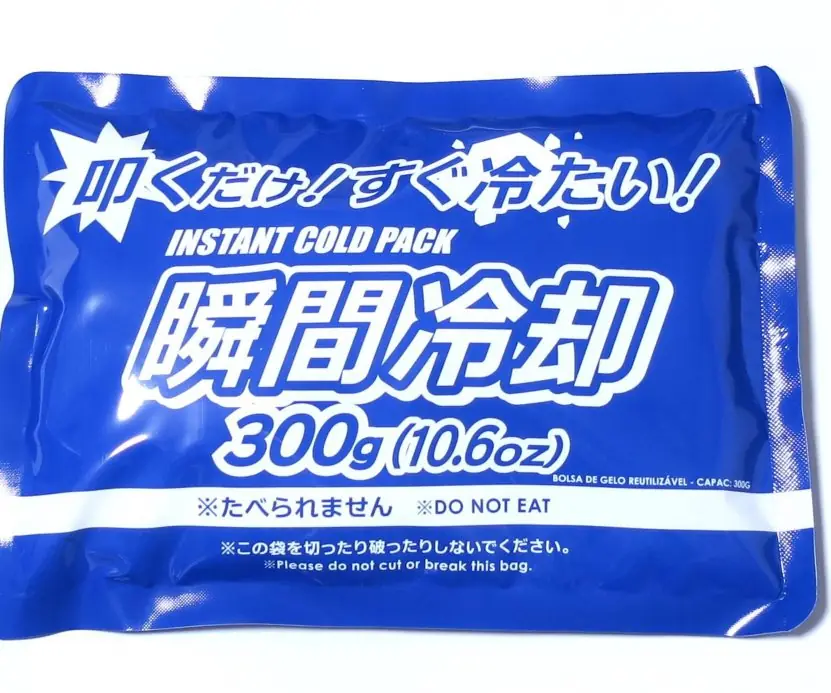 叩くだけ！すぐ冷たい！
INSTANT COLD PACK
瞬間冷却
300g(10.6oz)
BOLSA DE GELO REUTILIZÁVEL - CAPAC: 300G
※たべられません ※DO NOT EAT
※この袋を切ったり破ったりしないでください。
※Please do not cut or break this bag.